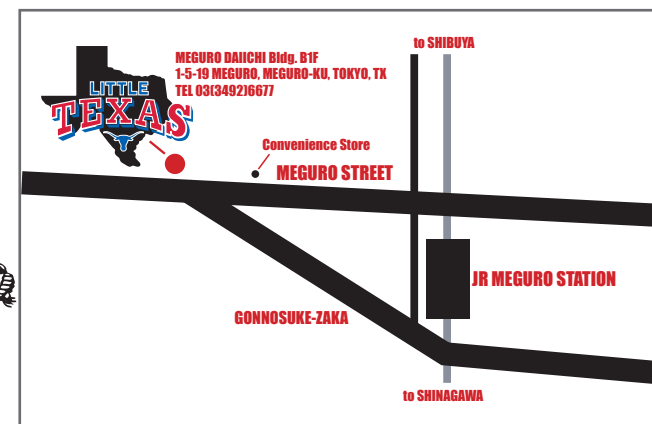 to SHIBUYA
MEGURO DAIICHI Bldg. B1F
1-5-19 MEGURO, MEGURO-KU, TOKYO, TX
TEL 03(3492)6677
LITTLE
TEXAS
Convenience Store
MEGURO STREET
JR MEGURO STATION
GONNOSUKE-ZAKA
to SHINAGAWA